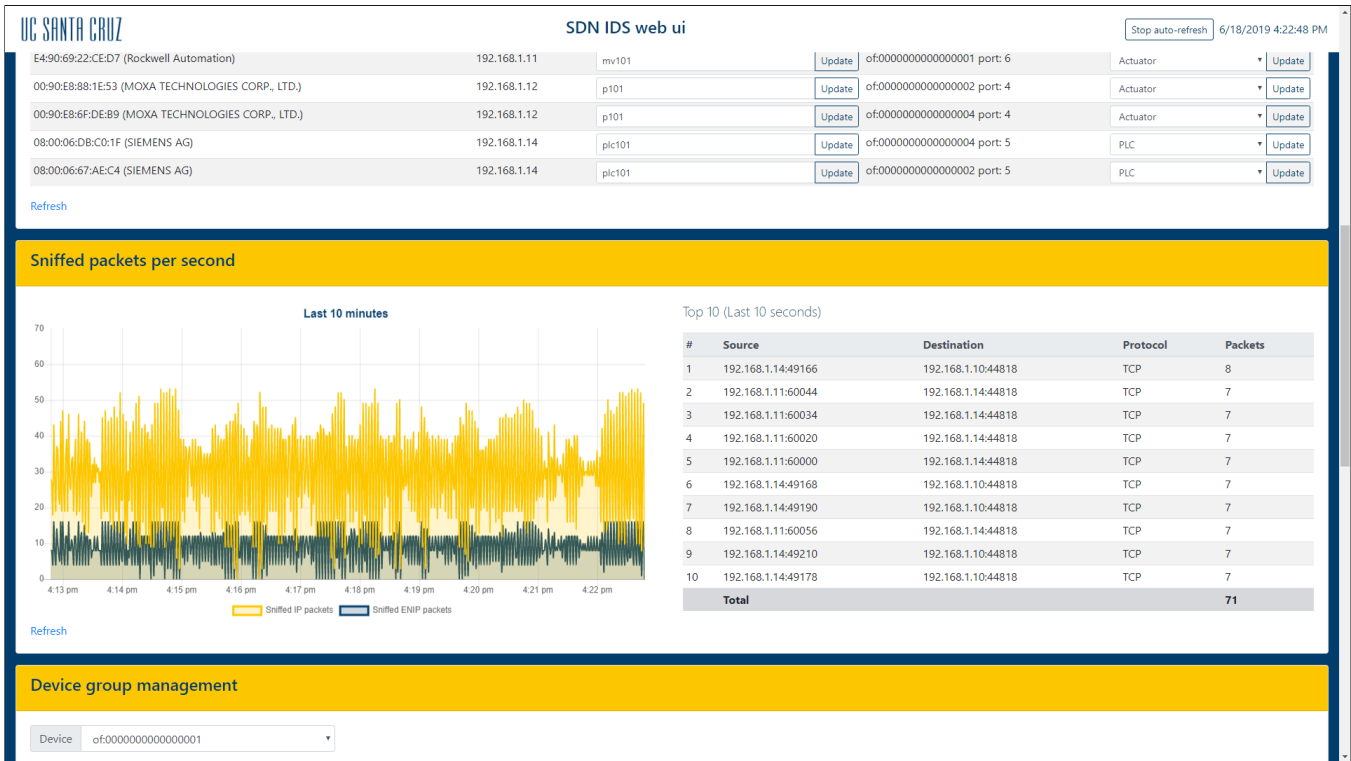 UC SANTA CRUZ SDN IDS web ui Stop auto-refresh 6/18/2019 4:22:48 PM
E4:90:69:22:CE:D7 (Rockwell Automation) 192.168.1.11 mv101 Update of:0000000000000001 port: 6 Actuator Update
00:90:E8:88:1E:53 (MOXA TECHNOLOGIES CORP., LTD.) 192.168.1.12 p101 Update of:0000000000000002 port: 4 Actuator Update
00:90:E8:6F:DE:B9 (MOXA TECHNOLOGIES CORP., LTD.) 192.168.1.12 p101 Update of:0000000000000004 port: 4 Actuator Update
08:00:06:DB:C0:1F (SIEMENS AG) 192.168.1.14 plc101 Update of:0000000000000004 port: 5 PLC Update
08:00:06:67:AE:C4 (SIEMENS AG) 192.168.1.14 plc101 Update of:0000000000000002 port: 5 PLC Update
Refresh
Sniffed packets per second
Last 10 minutes
70
60
50
40
30
20
10
0
4:13 pm 4:14 pm 4:15 pm 4:16 pm 4:17 pm 4:18 pm 4:19 pm 4:20 pm 4:21 pm 4:22 pm
Sniffed IP packets Sniffed ENIP packets
Top 10 (Last 10 seconds)
# Source Destination Protocol Packets
1 192.168.1.14:49166 192.168.1.10:44818 TCP 8
2 192.168.1.11:60044 192.168.1.14:44818 TCP 7
3 192.168.1.11:60034 192.168.1.14:44818 TCP 7
4 192.168.1.11:60020 192.168.1.14:44818 TCP 7
5 192.168.1.11:60000 192.168.1.14:44818 TCP 7
6 192.168.1.14:49168 192.168.1.10:44818 TCP 7
7 192.168.1.14:49190 192.168.1.10:44818 TCP 7
8 192.168.1.11:60056 192.168.1.14:44818 TCP 7
9 192.168.1.14:49210 192.168.1.10:44818 TCP 7
10 192.168.1.14:49178 192.168.1.10:44818 TCP 7
Total 71
Refresh
Device group management
Device of:0000000000000001